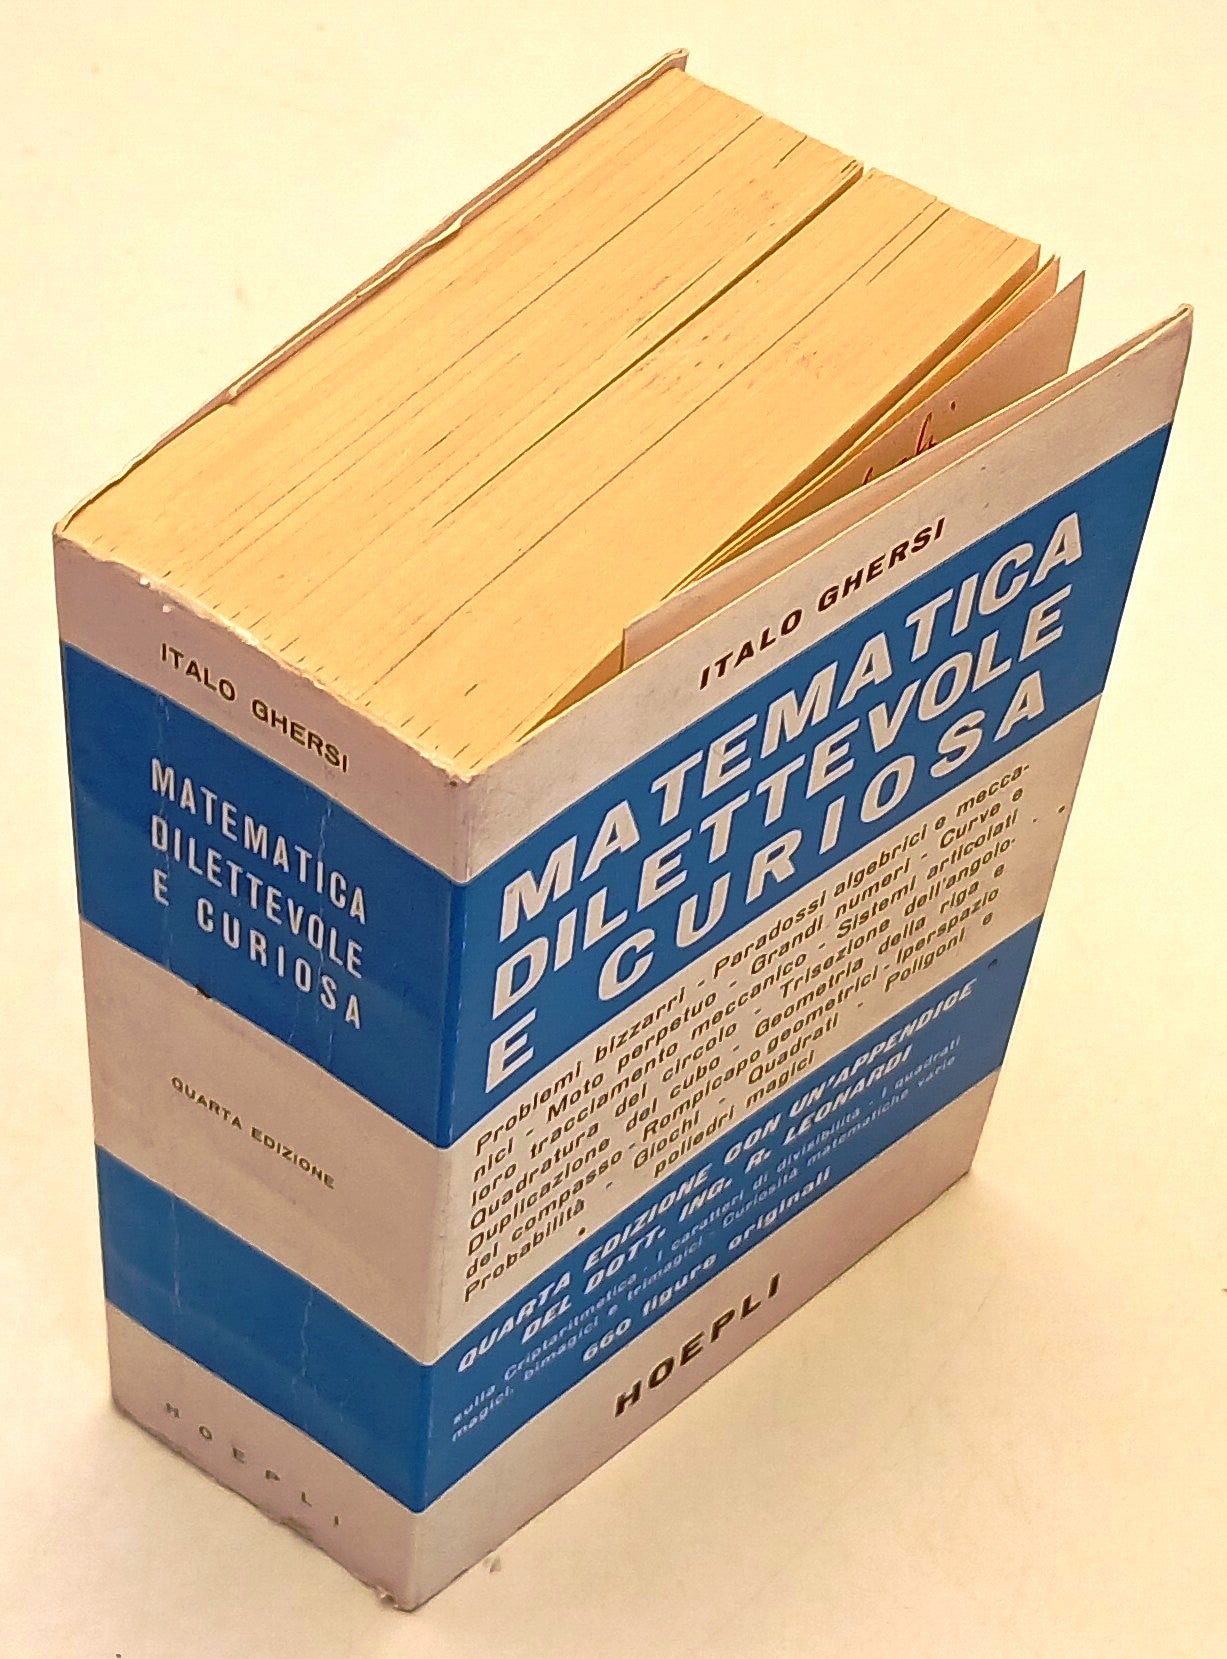 ITALO GHERSI
MATEMATICA
DILETTEVOLE
E CURIOSA
QUARTA EDIZIONE
HOEPLI
ITALO GHERSI
MATEMATICA
DILETTEVOLE
E CURIOSA
Problemi bizzarri - Paradossi algebrici e mecca-
nici - Moto perpetuo - Grandi numeri - Curve e
loro tracciamento meccanico - Sistemi articolati -
Quadratura del circolo - Trisezione dell'angolo-
Duplicazione del cubo - Geometria della riga e
del compasso - Rompicapo geometrici - Iperspazio
Probabilità - Giochi - Quadrati - Poligoni e
poliedri magici
QUARTA EDIZIONE CON UN'APPENDICE
DEL DOTT. ING. R. LEONARDI
sulla Criptaritmetica - I caratteri di divisibilità - I quadrati
magici, bimagici e trimagici - Curiosità matematiche varie
660 figure originali
HOEPLI